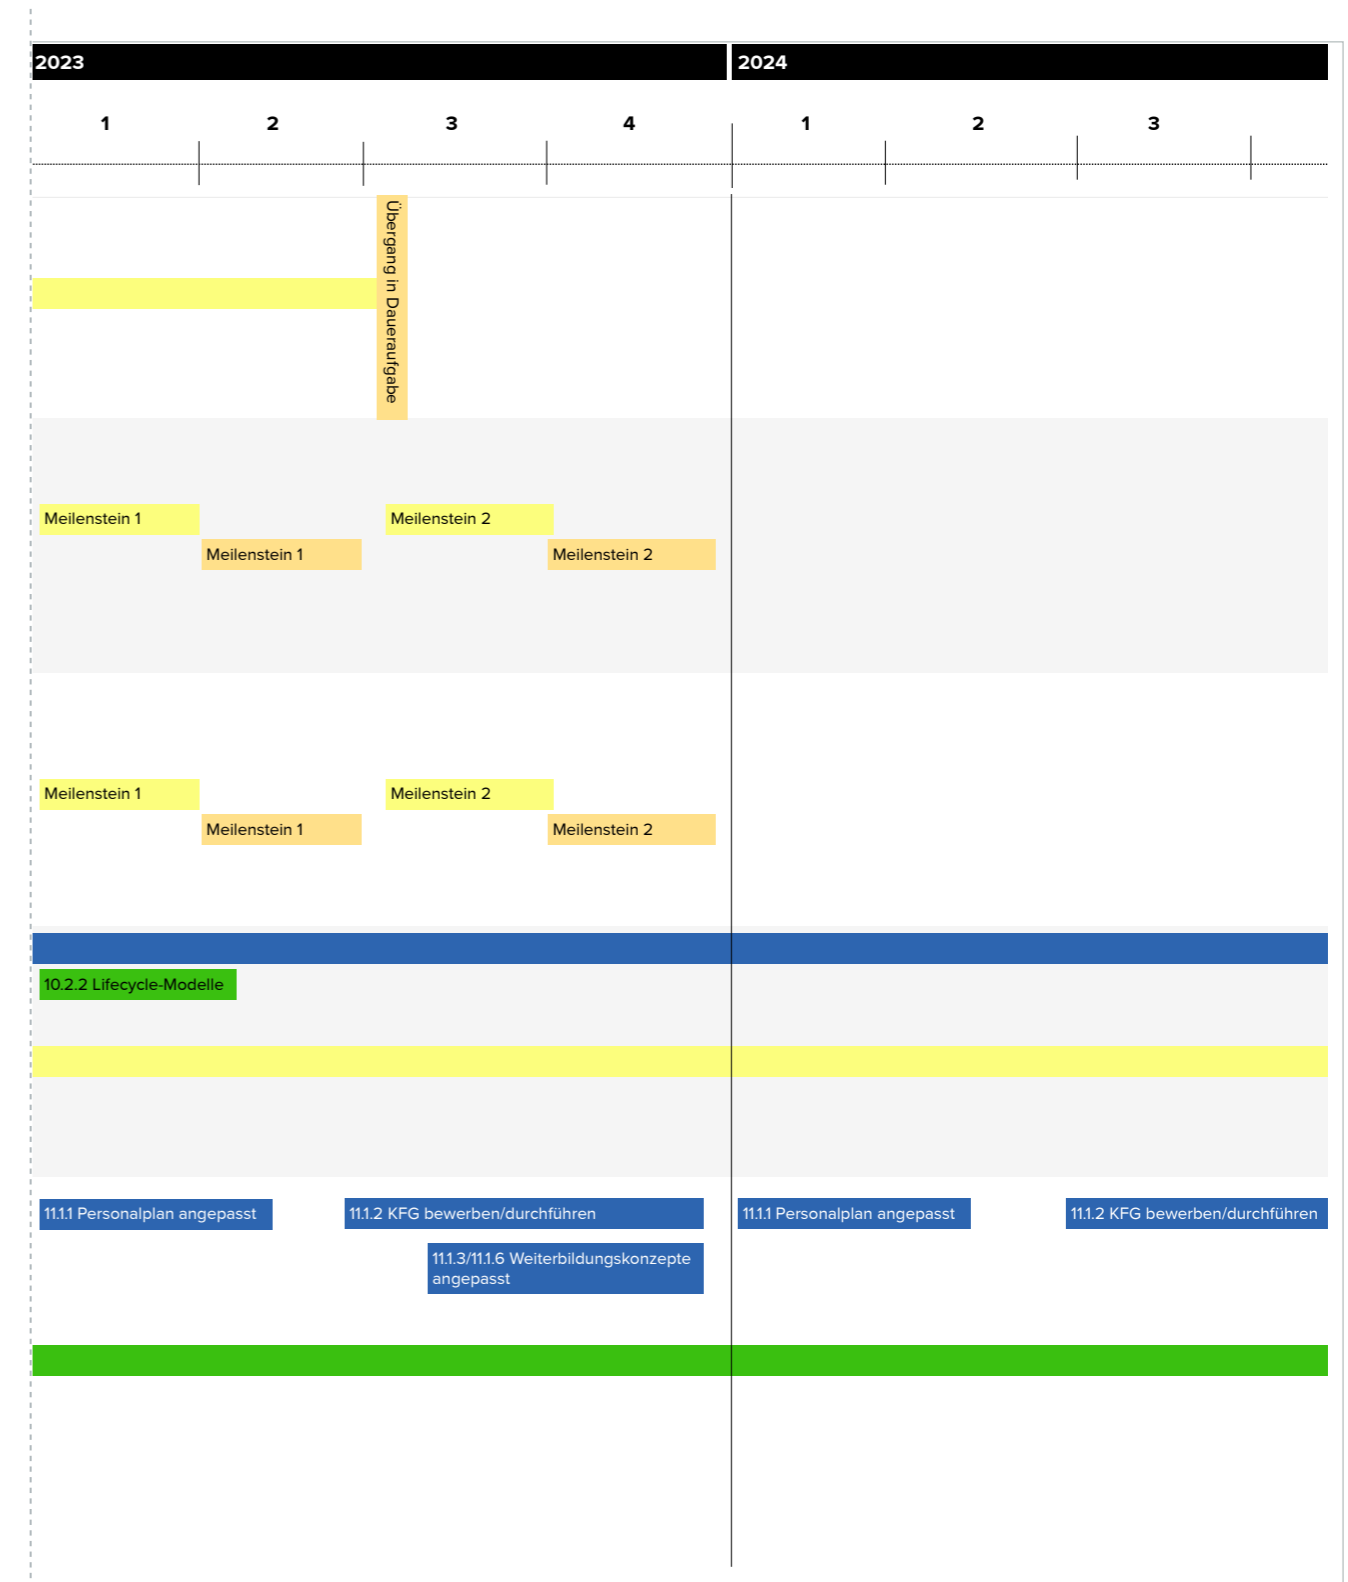 2023
2024
1
2
3
4
1
2
3
Übergang in Daueraufgabe
Meilenstein 1
Meilenstein 2
Meilenstein 1
Meilenstein 2
Meilenstein 1
Meilenstein 2
Meilenstein 1
Meilenstein 2
10.2.2 Lifecycle-Modelle
11.1.1 Personalplan angepasst
11.1.2 KFG bewerben/durchführen
11.1.1 Personalplan angepasst
11.1.2 KFG bewerben/durchführen
11.1.3/11.1.6 Weiterbildungskonzepte
angepasst